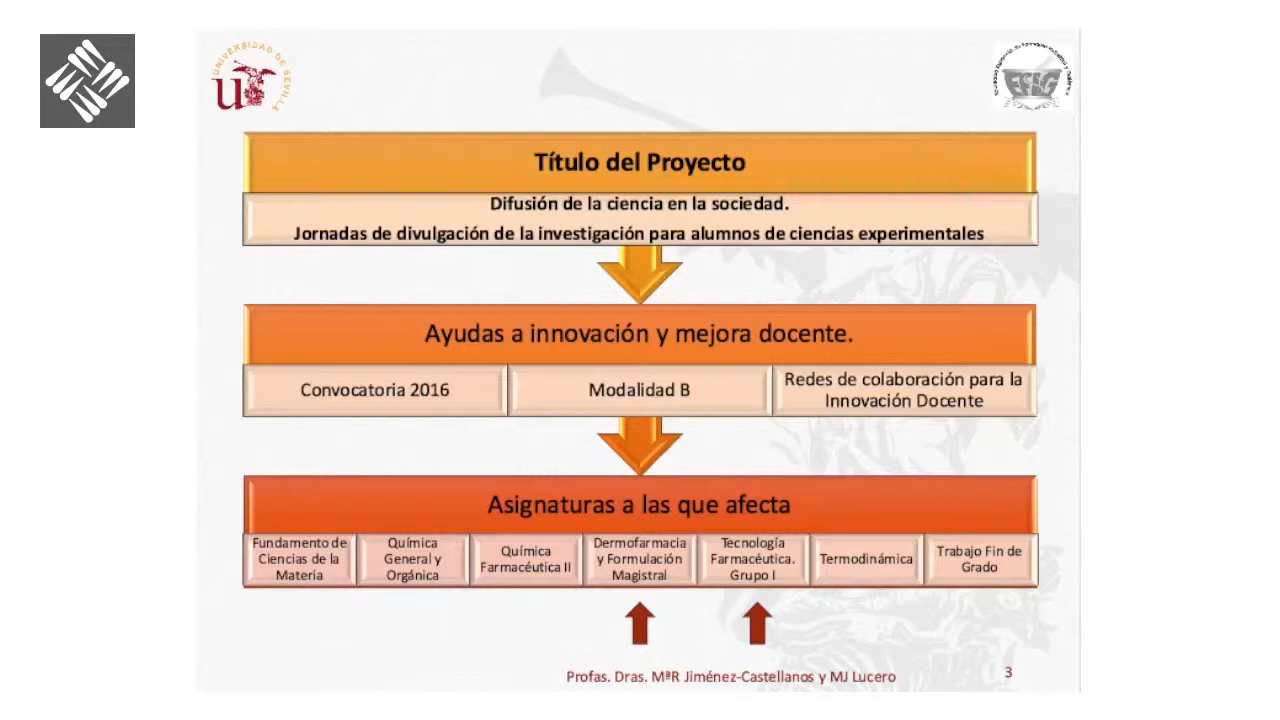 UNIVERSIDAD DE SEVILLA
Título del Proyecto
Difusión de la ciencia en la sociedad.
Jornadas de divulgación de la investigación para alumnos de ciencias experimentales
Ayudas a innovación y mejora docente.
Convocatoria 2016
Modalidad B
Redes de colaboración para la
Innovación Docente
Asignaturas a las que afecta
Fundamento de
Ciencias de la
Materia
Química
General y
Orgánica
Química
Farmacéutica II
Dermofarmacia
y Formulación
Magistral
Tecnología
Farmacéutica.
Grupo I
Termodinámica
Trabajo Fin de
Grado
Profas. Dras. MªR Jiménez-Castellanos y MJ Lucero
3